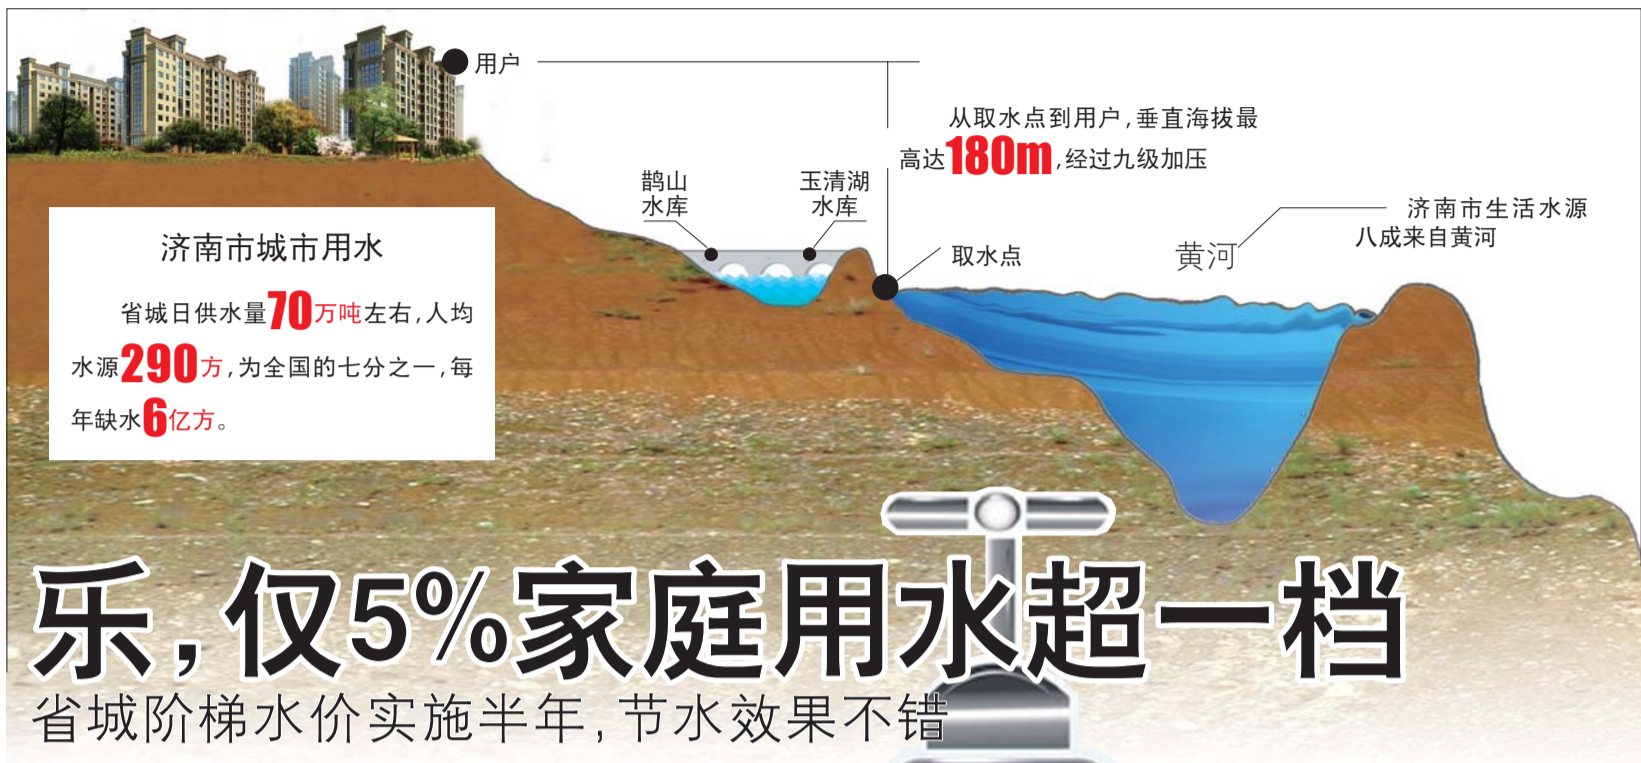 用户
从取水点到用户,垂直海拔最
高达180m,经过九级加压
鹊山
水库
玉清湖
水库
济南市生活水源
八成来自黄河
黄河
取水点
济南市城市用水
省城日供水量70万吨左右,人均
水源290方,为全国的七分之一,每
年缺水6亿方。
乐,仅5%家庭用水超一档
省城阶梯水价实施半年,节水效果不错